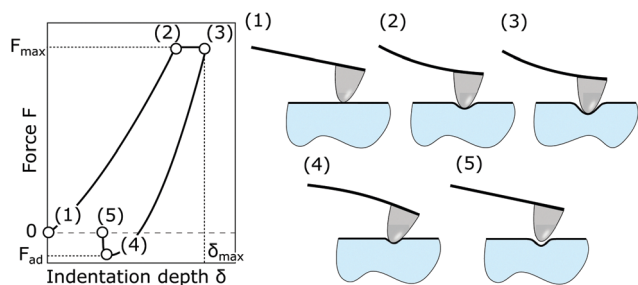 (1)
(2)
(3)
(2)
(3)
F_max
Force F
(4)
(5)
(1)
(5)
0
(4)
F_ad
δ_max
Indentation depth δ